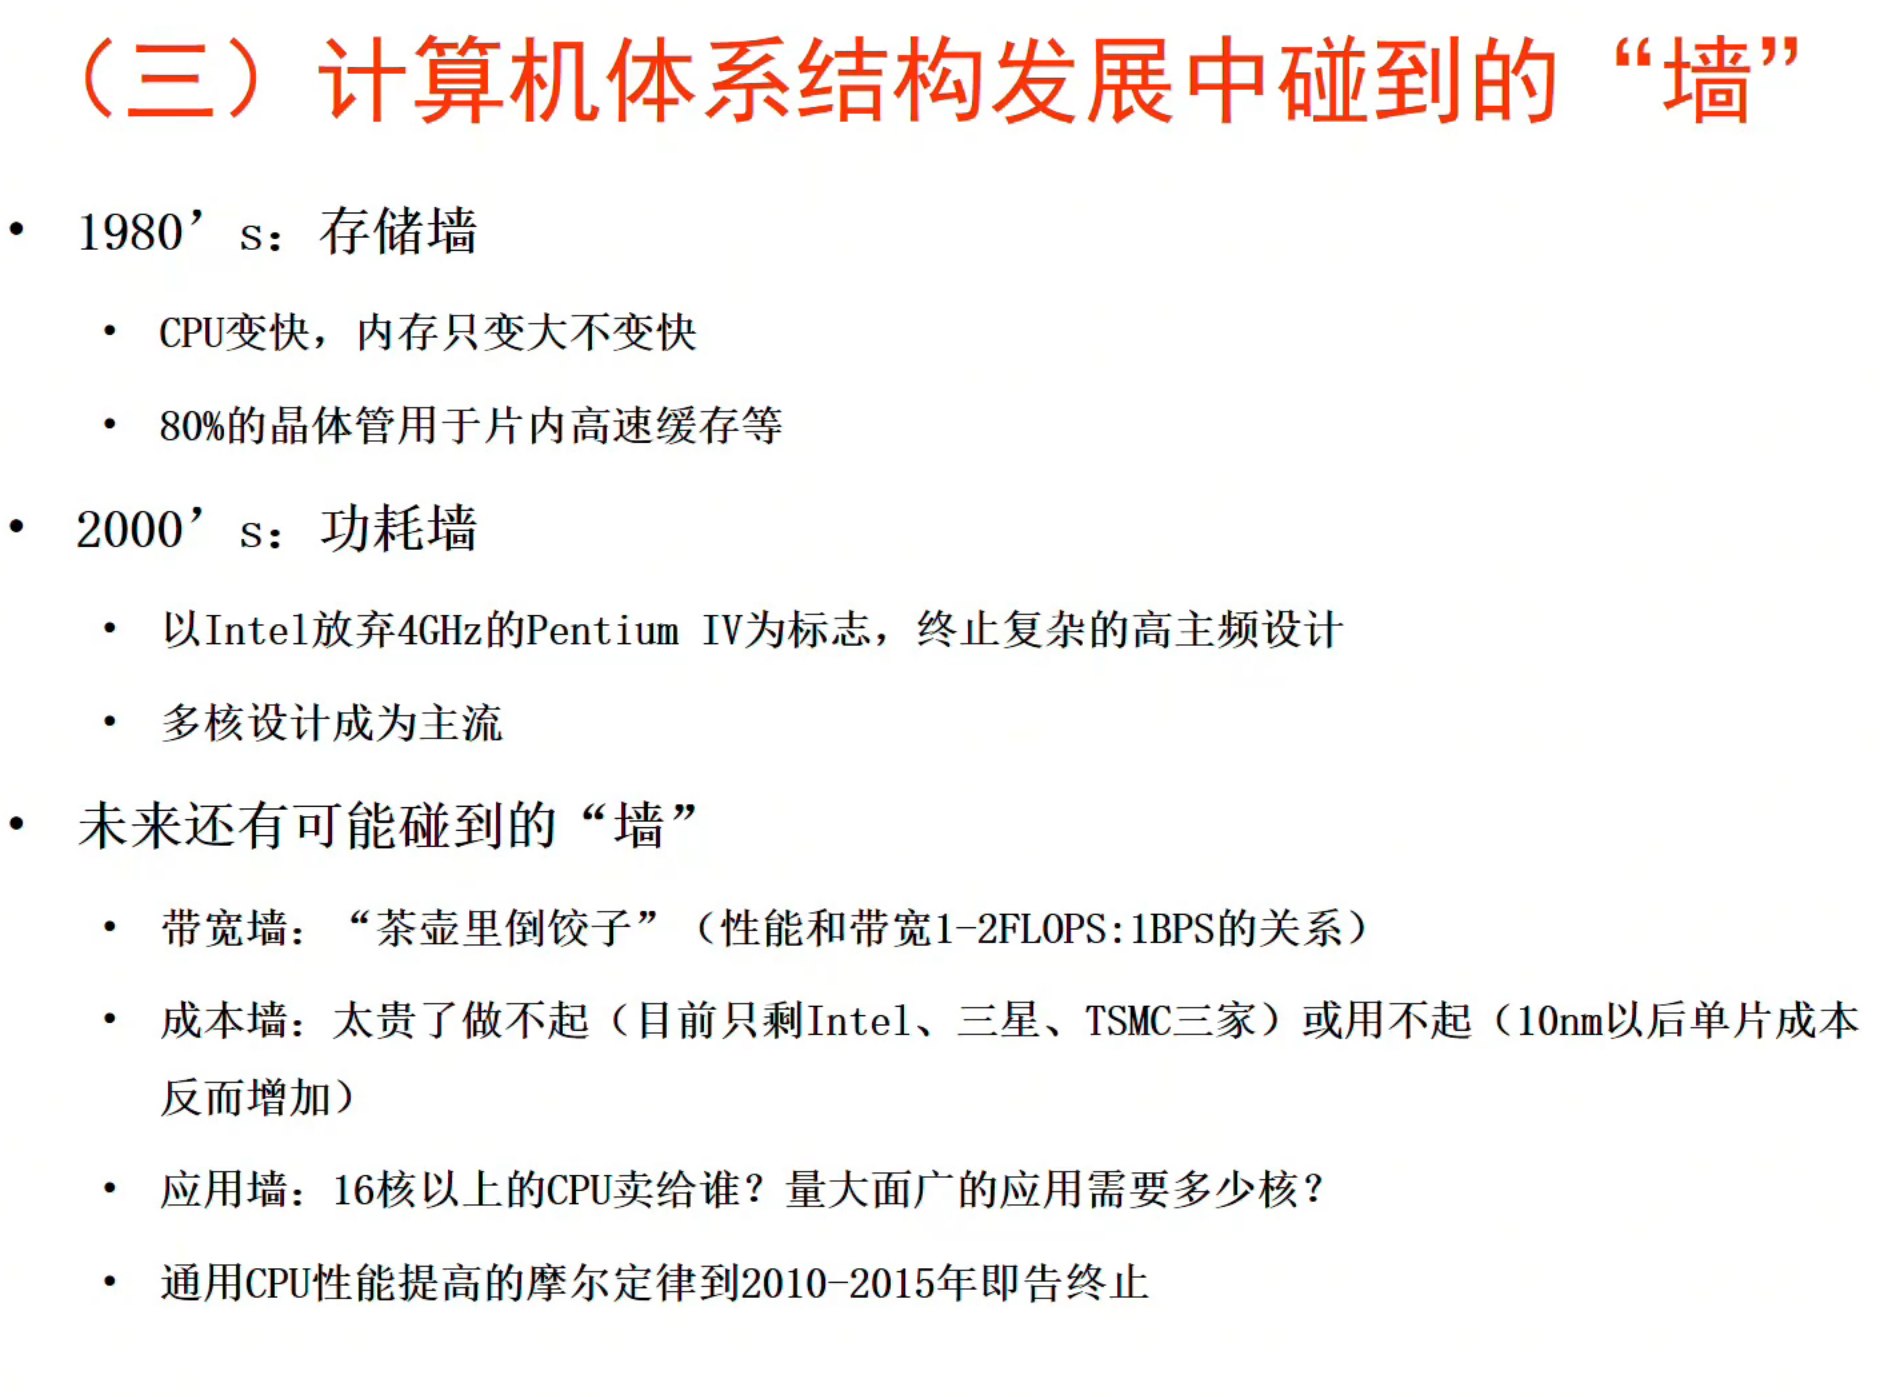 （三）计算机体系结构发展中碰到的“墙”
• 1980’s：存储墙
• CPU变快，内存只变大不变快
• 80%的晶体管用于片内高速缓存等
• 2000’s：功耗墙
• 以Intel放弃4GHz的Pentium IV为标志，终止复杂的高主频设计
• 多核设计成为主流
• 未来还有可能碰到的“墙”
• 带宽墙：“茶壶里倒饺子”（性能和带宽1-2FLOPS:1BPS的关系）
• 成本墙：太贵了做不起（目前只剩Intel、三星、TSMC三家）或用不起（10nm以后单片成本
反而增加）
• 应用墙：16核以上的CPU卖给谁？量大面广的应用需要多少核？
• 通用CPU性能提高的摩尔定律到2010-2015年即告终止